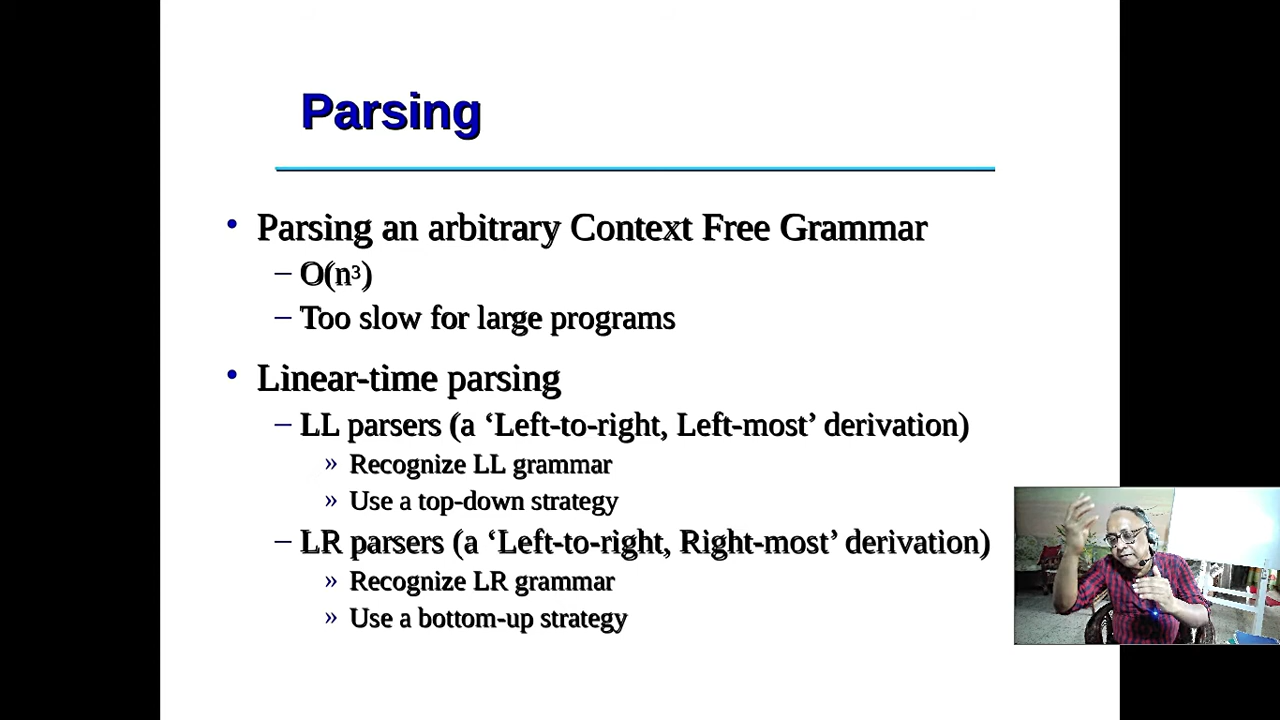 Parsing
• Parsing an arbitrary Context Free Grammar
– O(n³)
– Too slow for large programs
• Linear-time parsing
– LL parsers (a ‘Left-to-right, Left-most’ derivation)
» Recognize LL grammar
» Use a top-down strategy
– LR parsers (a ‘Left-to-right, Right-most’ derivation)
» Recognize LR grammar
» Use a bottom-up strategy